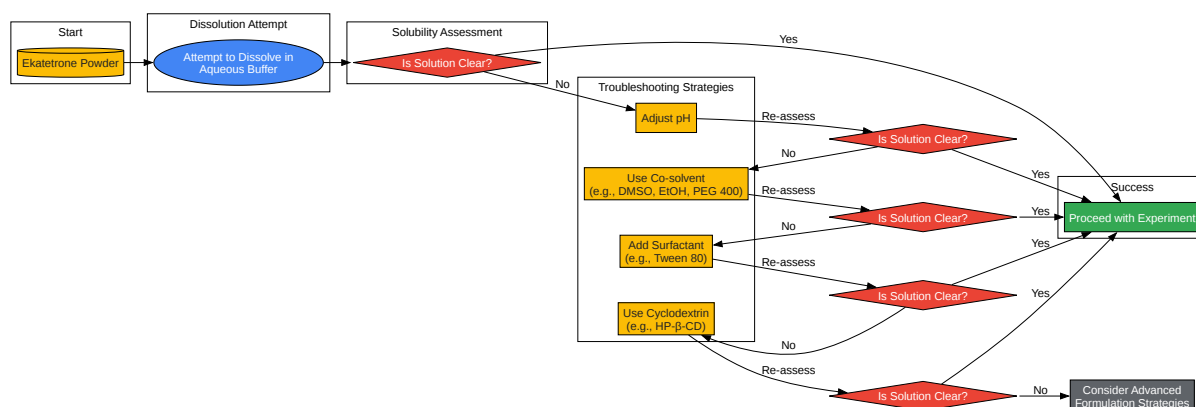 Start
Ekatetrone Powder
Dissolution Attempt
Attempt to Dissolve in
Aqueous Buffer
Solubility Assessment
Is Solution Clear?
Yes
No
Troubleshooting Strategies
Adjust pH
Re-assess
Is Solution Clear?
No
Yes
Use Co-solvent
(e.g., DMSO, EtOH, PEG 400)
Re-assess
Is Solution Clear?
Yes
No
Success
Proceed with Experiment
Add Surfactant
(e.g., Tween 80)
Re-assess
Is Solution Clear?
Yes
No
Use Cyclodextrin
(e.g., HP-β-CD)
Re-assess
Is Solution Clear?
Yes
No
Consider Advanced
Formulation Strategies